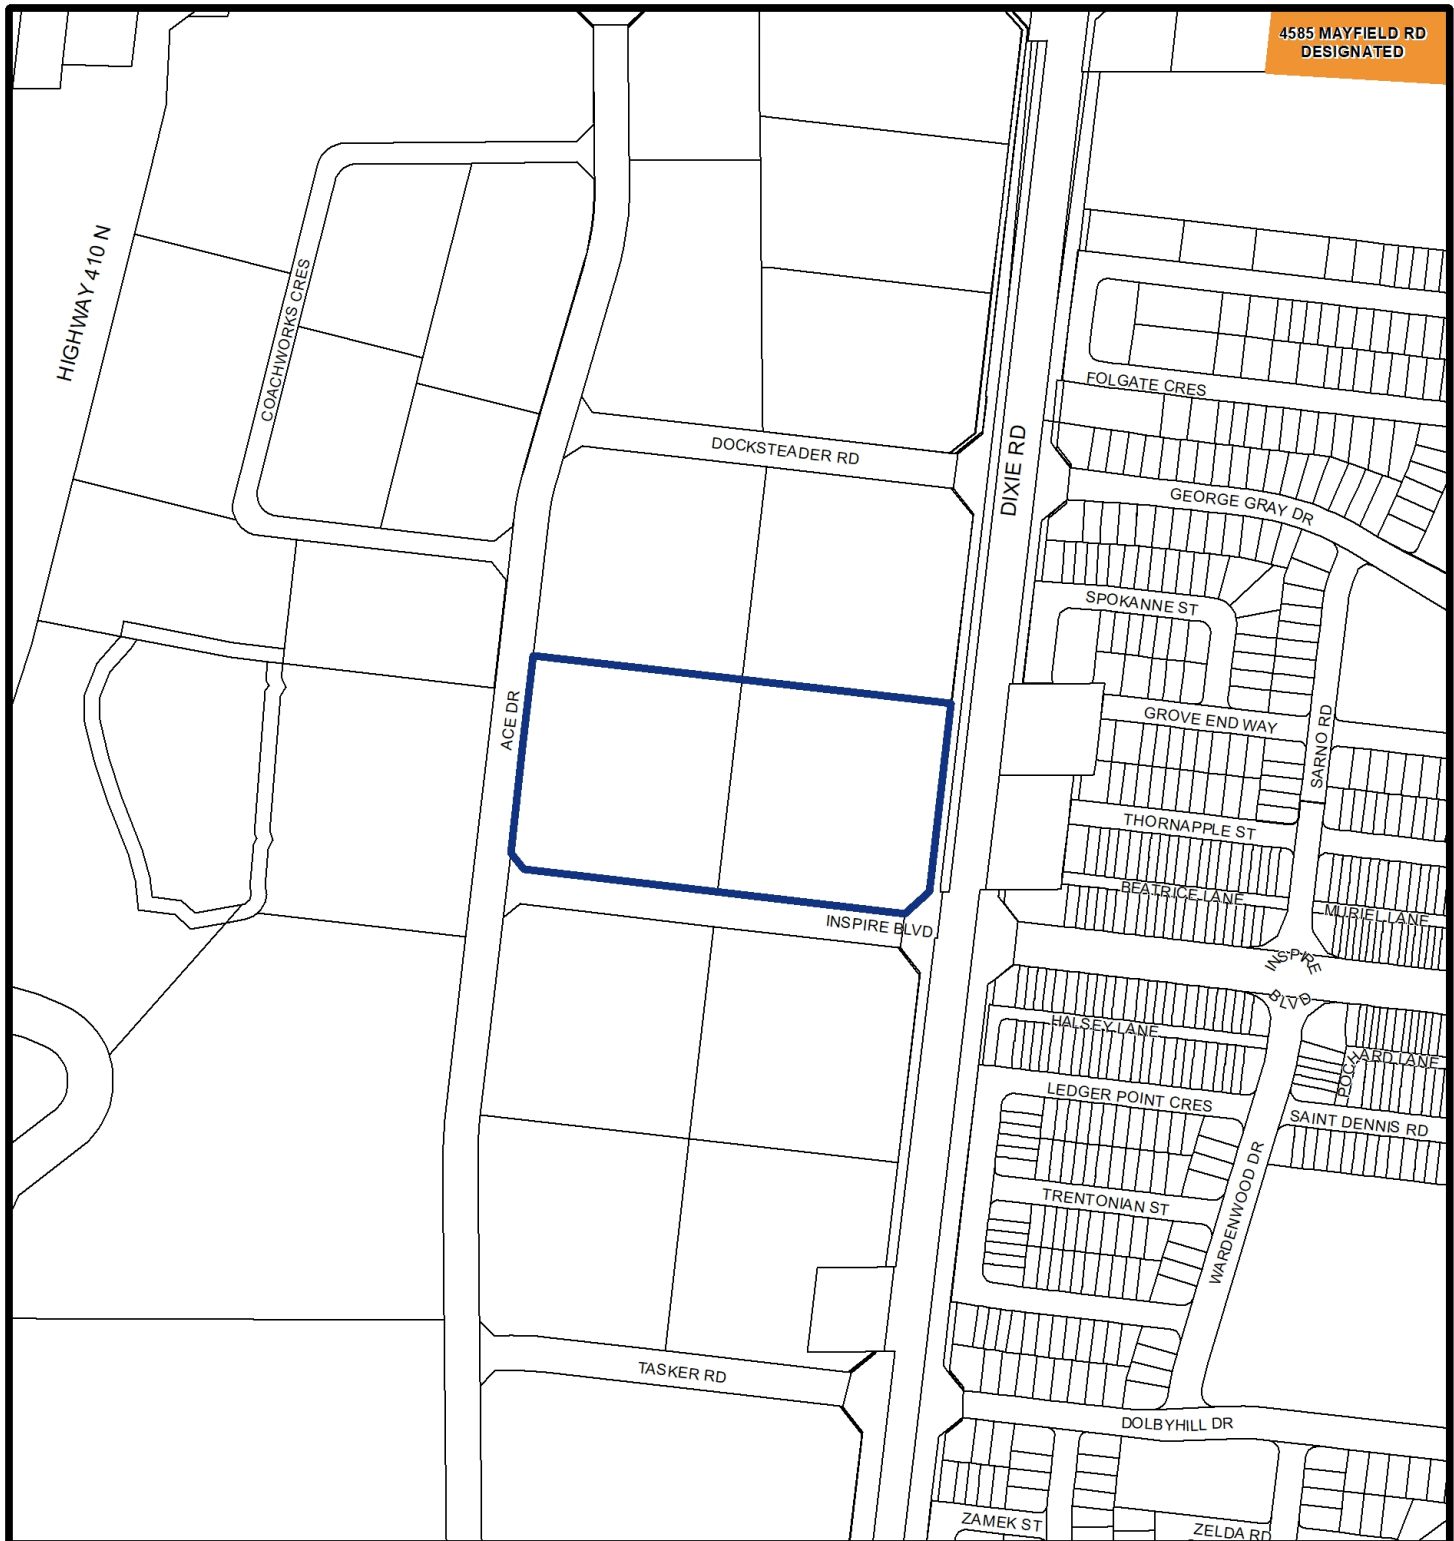 4585 MAYFIELD RD
DESIGNATED
HIGHWAY 410 N
COACHWORKS CRES
FOLGATE CRES
DOCKSTEADER RD
DIXIE RD
GEORGE GRAY DR
SPOKANNE ST
ACE DR
GROVE END WAY
SARNO RD
THORNAPPLE ST
BEATRICE LANE
MURIEL LANE
INSPIRE BLVD
INSPIRE
BLVD
HALSEY LANE
POCHARD LANE
LEDGER POINT CRES
SAINT DENNIS RD
TRENTONIAN ST
WARDENWOOD DR
TASKER RD
DOLBYHILL DR
ZAMEK ST
ZELDA RD